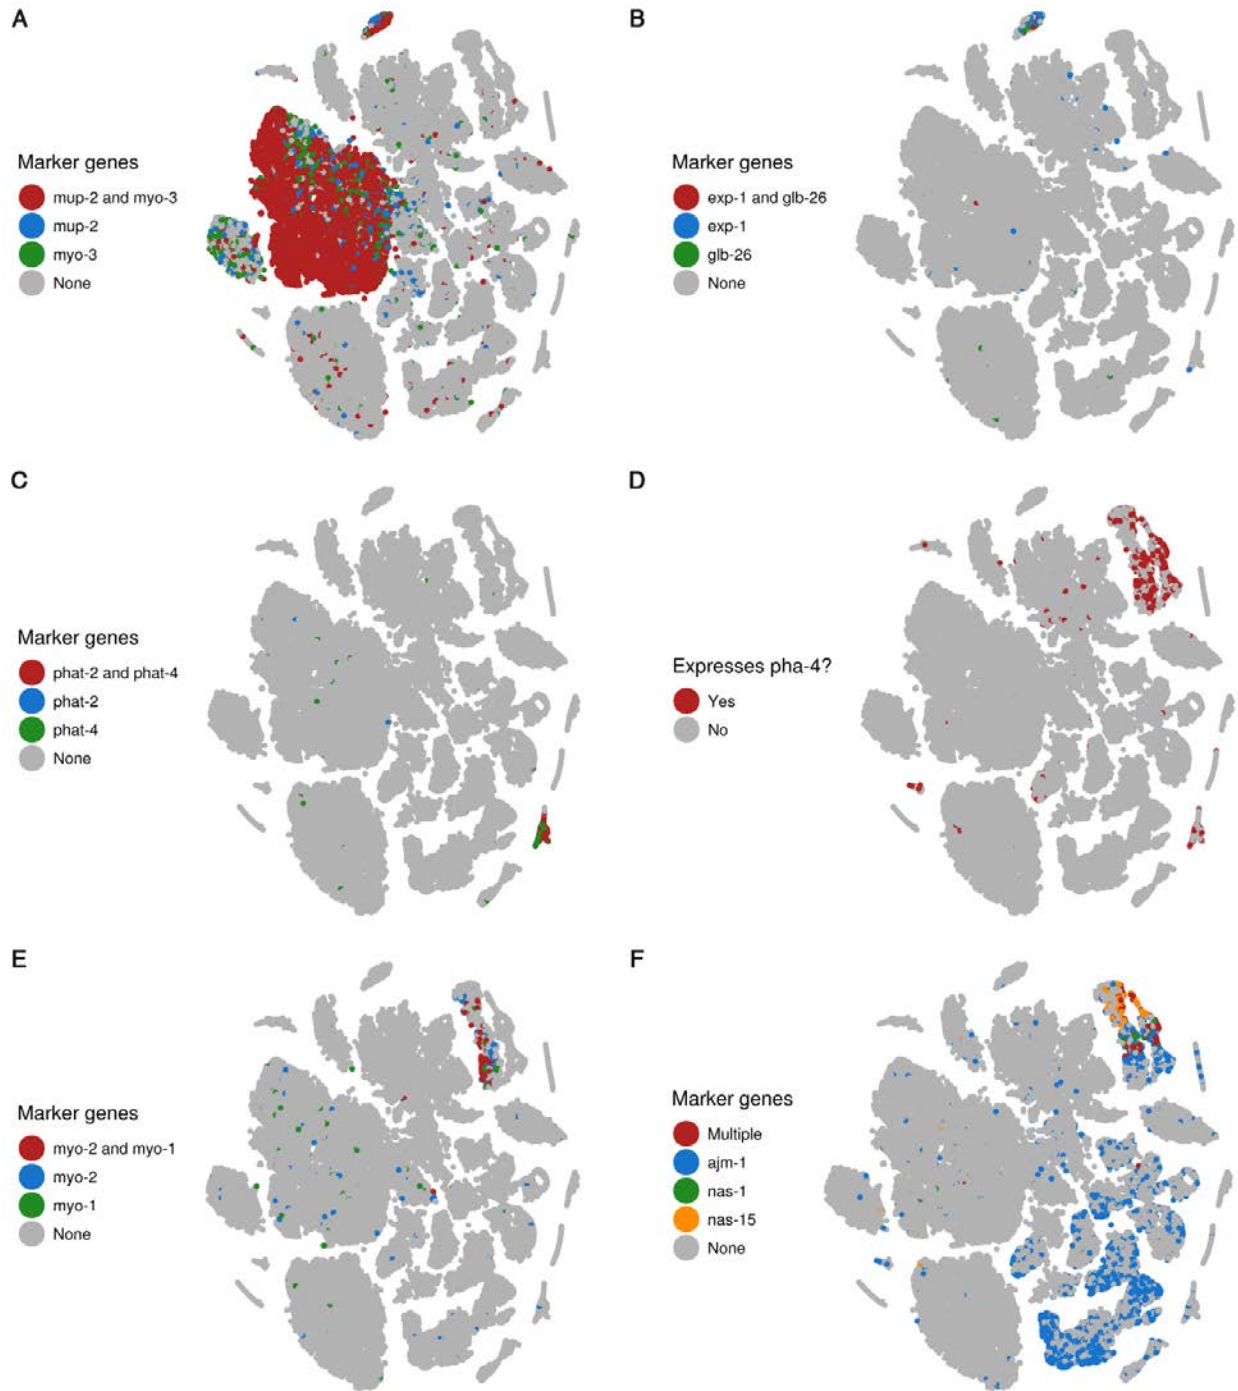 A
Marker genes
mup-2 and myo-3
mup-2
myo-3
None
B
Marker genes
exp-1 and glb-26
exp-1
glb-26
None
C
Marker genes
phat-2 and phat-4
phat-2
phat-4
None
D
Expresses pha-4?
Yes
No
E
Marker genes
myo-2 and myo-1
myo-2
myo-1
None
F
Marker genes
Multiple
ajm-1
nas-1
nas-15
None